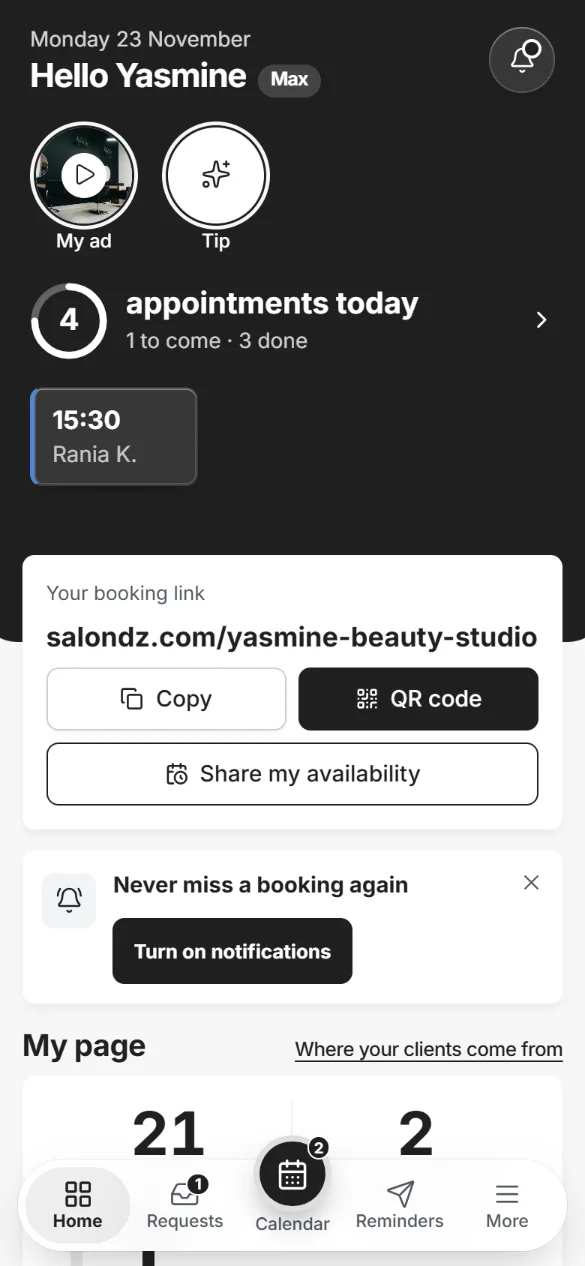 Monday 23 November
Hello Yasmine Max
My ad
Tip
4
appointments today
1 to come · 3 done
15:30
Rania K.
Your booking link
salondz.com/yasmine-beauty-studio
Copy
QR code
Share my availability
Never miss a booking again
Turn on notifications
My page
Where your clients come from
21
2
2
1
Home
Requests
Calendar
Reminders
More